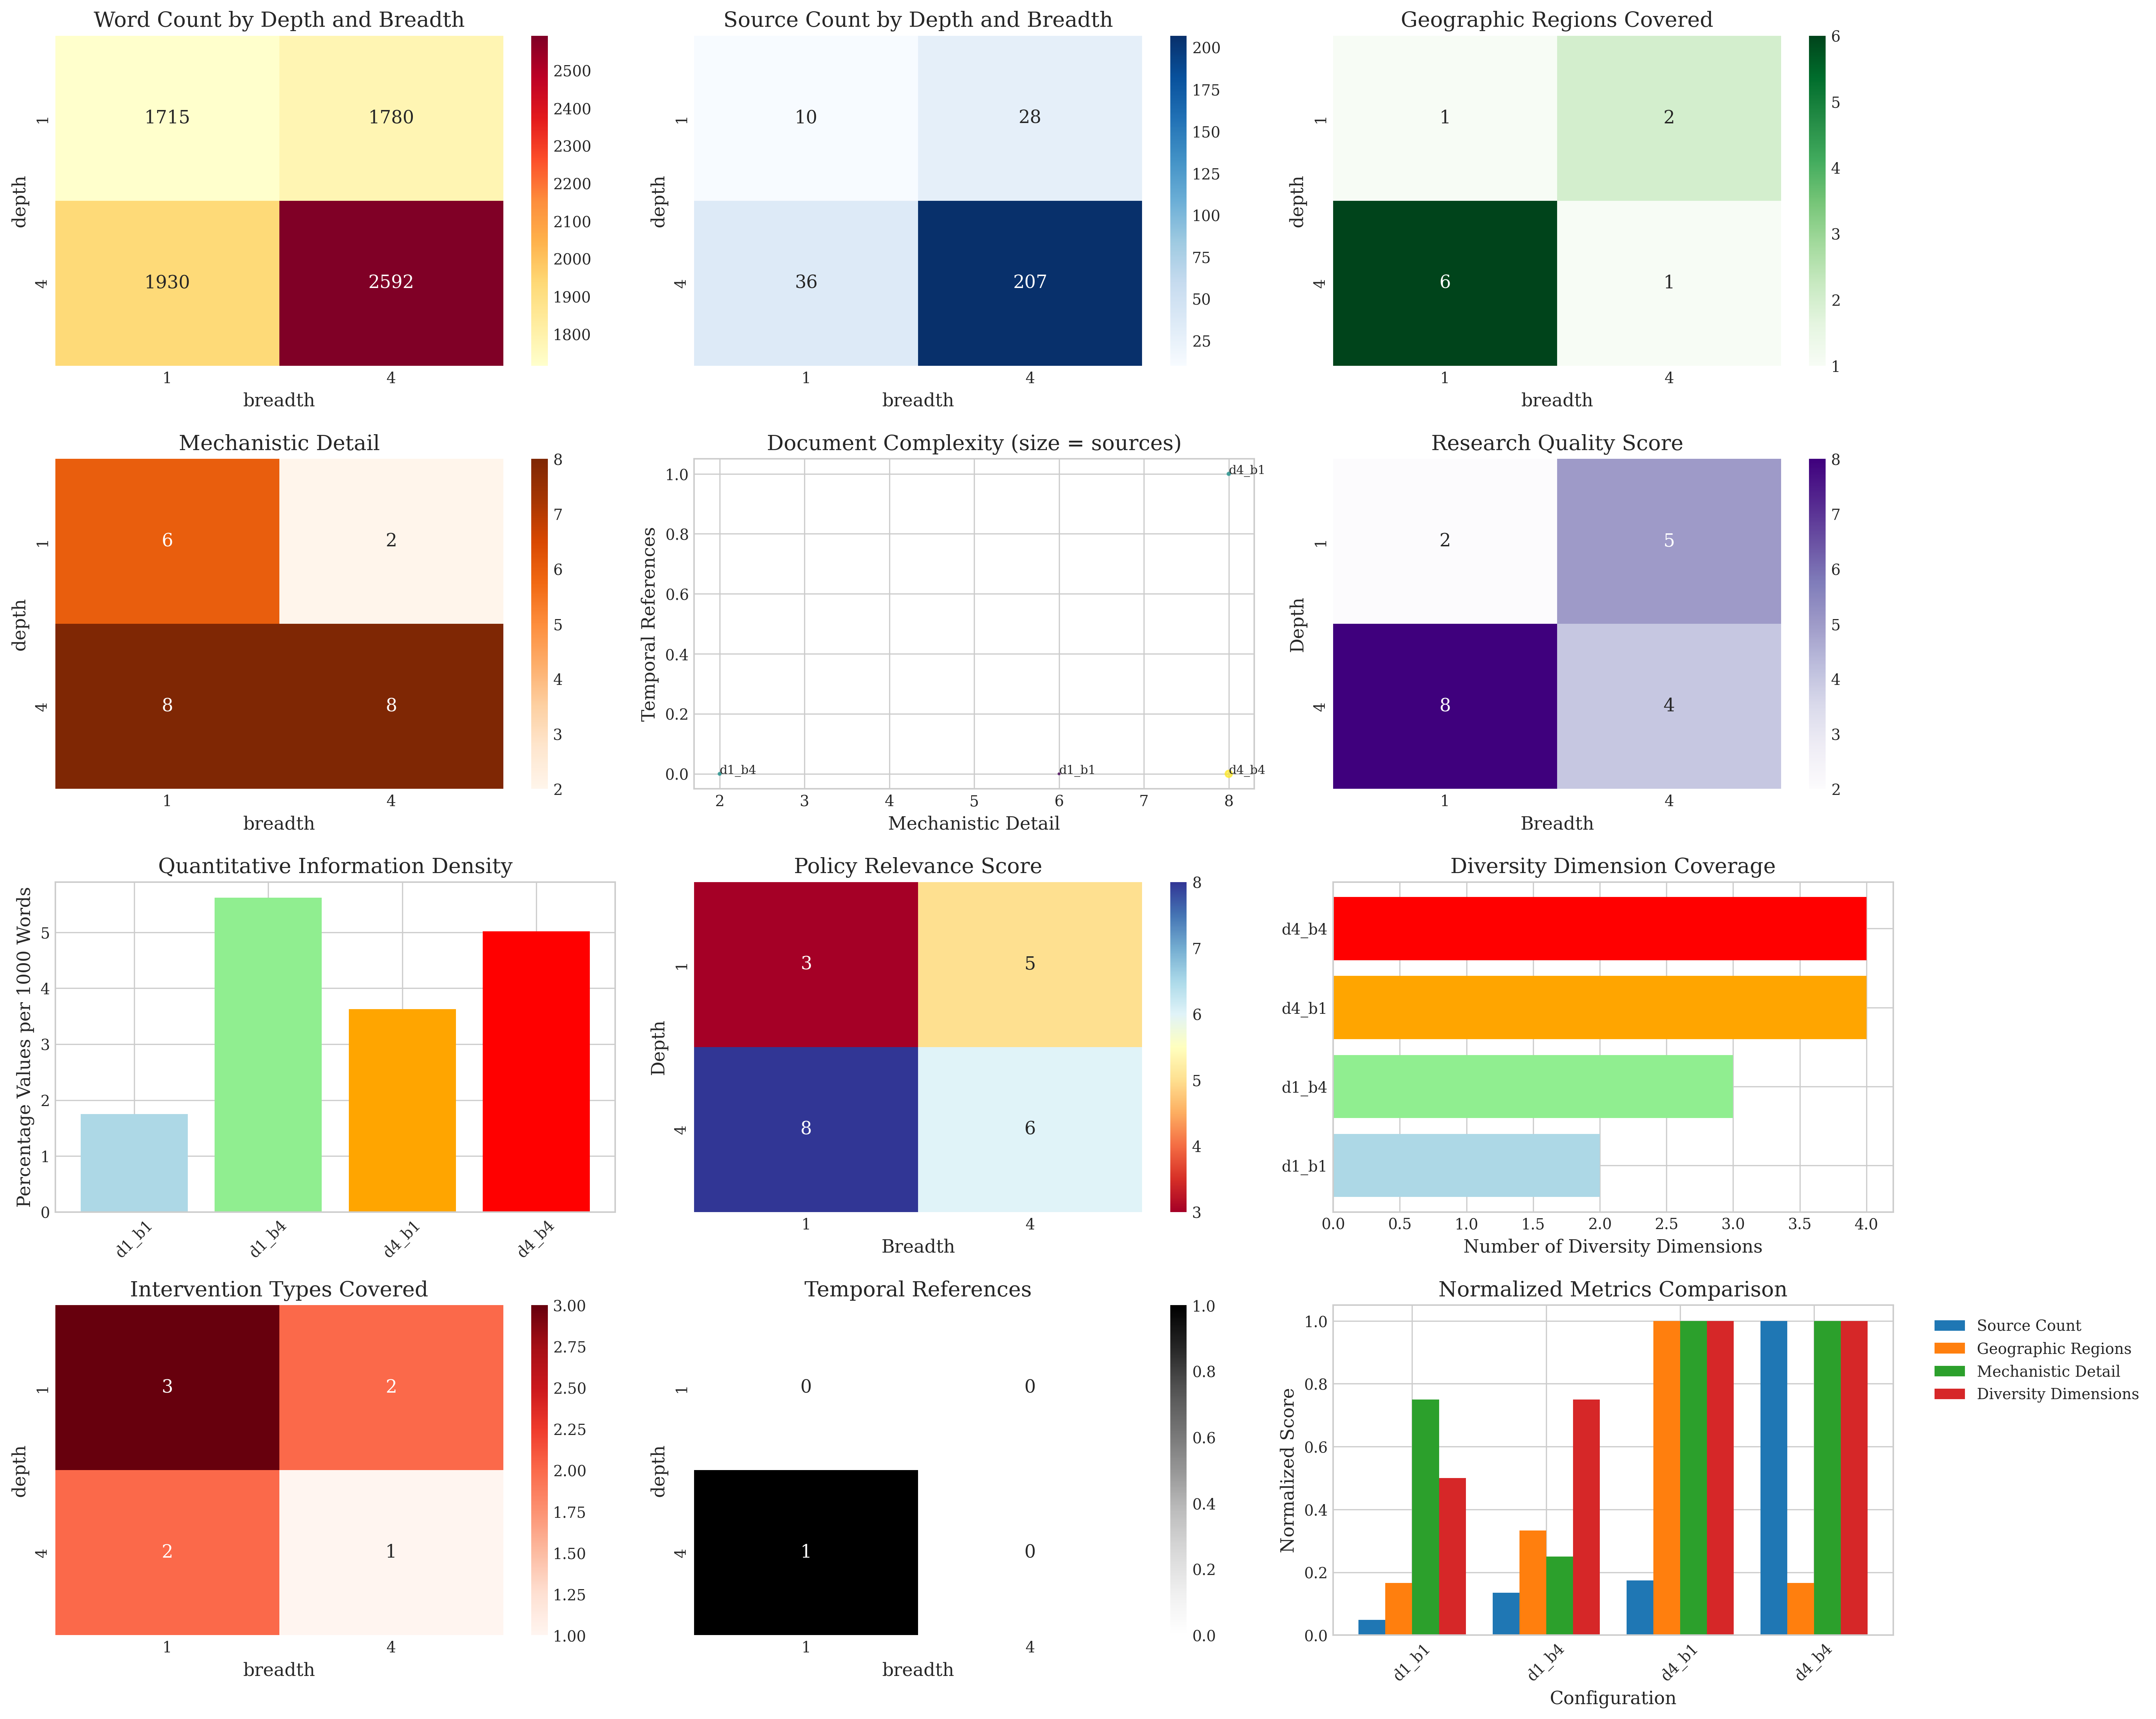 Word Count by Depth and Breadth
1715
1780
1930
2592
1
4
depth
1
4
breadth
2500
2400
2300
2200
2100
2000
1900
1800
Source Count by Depth and Breadth
10
28
36
207
1
4
depth
1
4
breadth
200
175
150
125
100
75
50
25
Geographic Regions Covered
1
2
6
1
1
4
depth
1
4
breadth
6
5
4
3
2
1
Mechanistic Detail
6
2
8
8
1
4
depth
1
4
breadth
8
7
6
5
4
3
2
Document Complexity (size = sources)
Temporal References
1.0
0.8
0.6
0.4
0.2
0.0
d4_b1
d1_b4
d1_b1
d4_b4
2 3 4 5 6 7 8
Mechanistic Detail
Research Quality Score
2
5
8
4
1
4
Depth
1
4
Breadth
8
7
6
5
4
3
2
Quantitative Information Density
Percentage Values per 1000 Words
5
4
3
2
1
0
d1_b1
d1_b4
d4_b1
d4_b4
Policy Relevance Score
3
5
8
6
1
4
Depth
1
4
Breadth
8
7
6
5
4
3
Diversity Dimension Coverage
d4_b4
d4_b1
d1_b4
d1_b1
0.0 0.5 1.0 1.5 2.0 2.5 3.0 3.5 4.0
Number of Diversity Dimensions
Intervention Types Covered
3
2
2
1
1
4
depth
1
4
breadth
3.00
2.75
2.50
2.25
2.00
1.75
1.50
1.25
1.00
Temporal References
0
0
1
0
1
4
depth
1
4
breadth
1.0
0.8
0.6
0.4
0.2
0.0
Normalized Metrics Comparison
Normalized Score
1.0
0.8
0.6
0.4
0.2
0.0
d1_b1
d1_b4
d4_b1
d4_b4
Configuration
Source Count
Geographic Regions
Mechanistic Detail
Diversity Dimensions